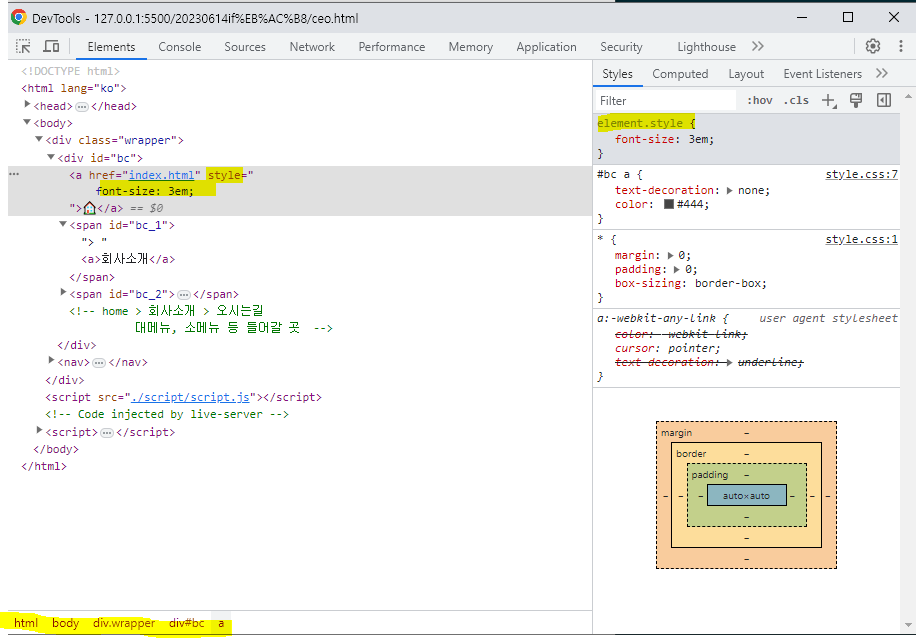 DevTools - 127.0.0.1:5500/20230614if%EB%AC%B8/ceo.html
Elements Console Sources Network Performance Memory Application Security Lighthouse
<!DOCTYPE html>
<html lang="ko">
<head> … </head>
<body>
<div class="wrapper">
<div id="bc">
<a href="index.html" style="
font-size: 3em;
">🏠</a> == $0
<span id="bc_1">
"> "
<a>회사소개</a>
</span>
<span id="bc_2"> … </span>
<!-- home > 회사소개 > 오시는길
대메뉴, 소메뉴 등 들어갈 곳 -->
</div>
<nav> … </nav>
</div>
<script src="./script/script.js"></script>
<!-- Code injected by live-server -->
<script> … </script>
</body>
</html>
html body div.wrapper div#bc a
Styles Computed Layout Event Listeners
Filter :hov .cls
element.style {
font-size: 3em;
}
#bc a { style.css:7
text-decoration: none;
color: #444;
}
* { style.css:1
margin: 0;
padding: 0;
box-sizing: border-box;
}
a:-webkit-any-link { user agent stylesheet
color: -webkit-link;
cursor: pointer;
text-decoration: underline;
}
margin -
border -
padding -
- - - auto×auto - - -
-
-
-